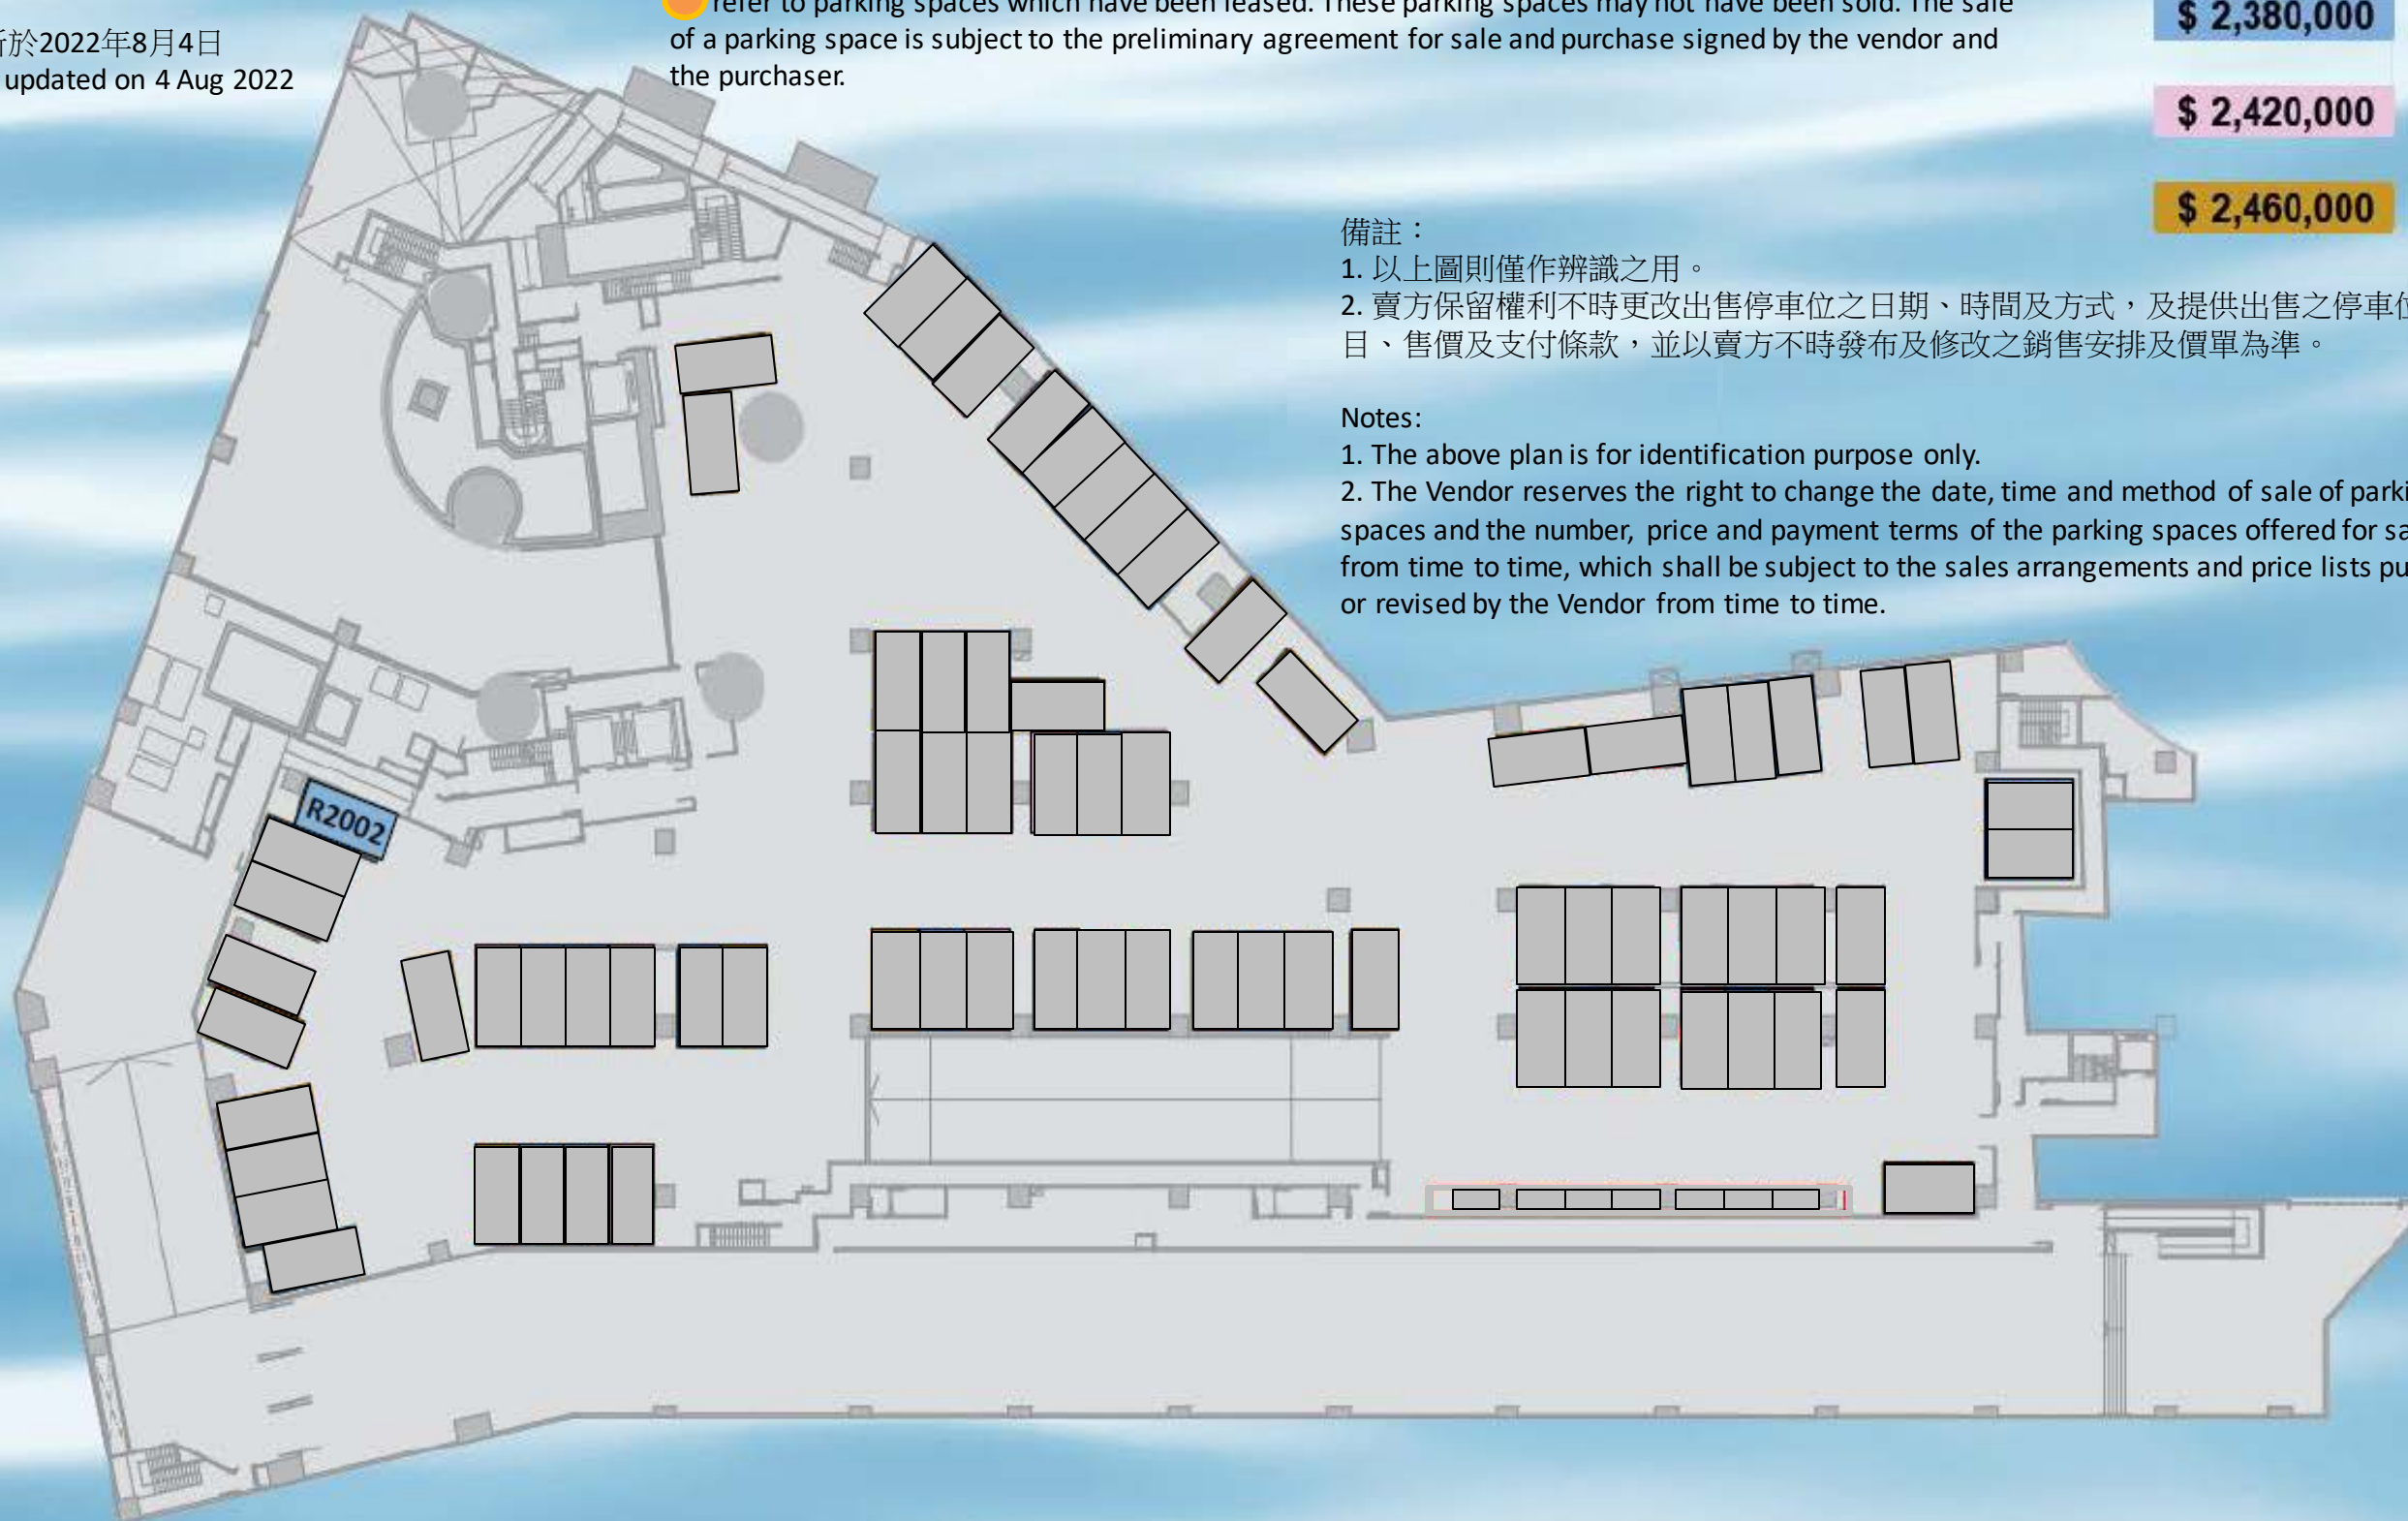 新於2022年8月4日
updated on 4 Aug 2022
refer to parking spaces which have been leased. These parking spaces may not have been sold. The sale
of a parking space is subject to the preliminary agreement for sale and purchase signed by the vendor and
the purchaser.
$ 2,380,000
$ 2,420,000
$ 2,460,000
備註：
1. 以上圖則僅作辨識之用。
2. 賣方保留權利不時更改出售停車位之日期、時間及方式，及提供出售之停車位
目、售價及支付條款，並以賣方不時發布及修改之銷售安排及價單為準。
Notes:
1. The above plan is for identification purpose only.
2. The Vendor reserves the right to change the date, time and method of sale of parki
spaces and the number, price and payment terms of the parking spaces offered for sa
from time to time, which shall be subject to the sales arrangements and price lists pu
or revised by the Vendor from time to time.
R2002